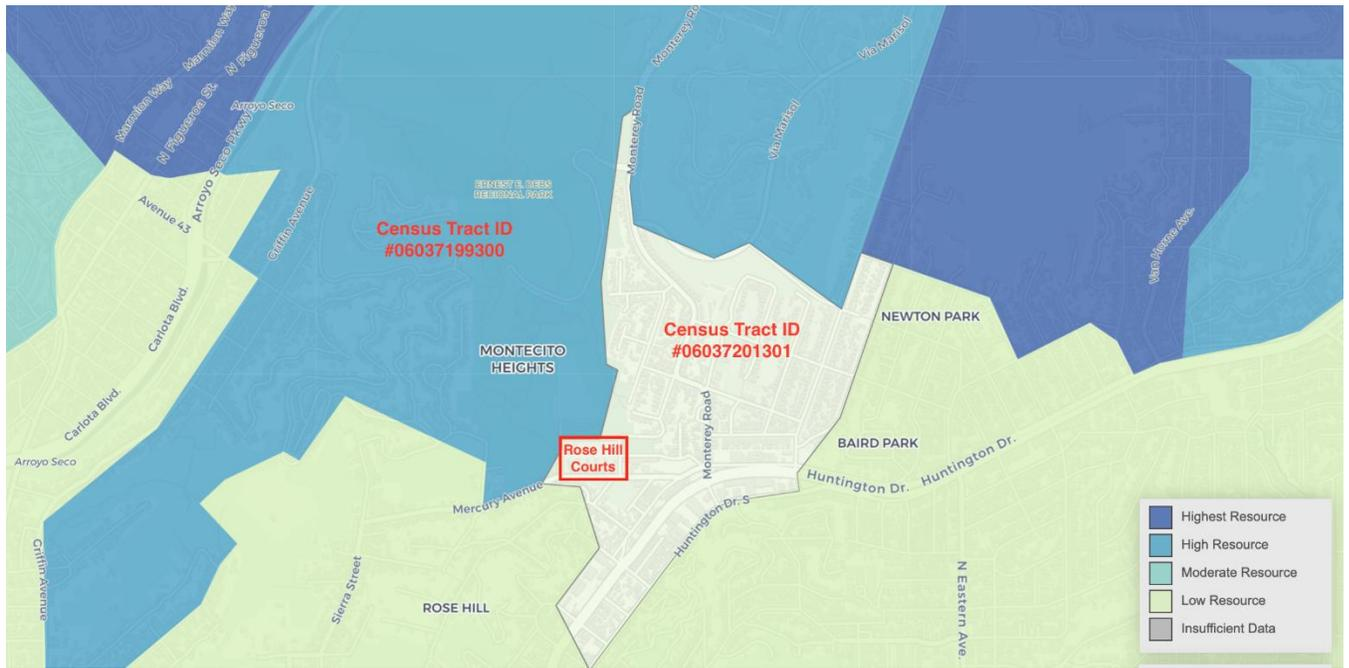 Marmion Way
N Figueroa
Monterey Ro
Via Marisol
Marmion Way
N Figueroa St.
Arroyo Seco
Arroyo Seco Pkwy
Monterey Road
Via Marisol
ERNEST E. DEBS
REGIONAL PARK
Avenue 43
Griffin Avenue
Census Tract ID
#06037199300
Van Horne Ave.
Carlota Blvd.
NEWTON PARK
Census Tract ID
#06037201301
MONTECITO
HEIGHTS
Carlota Blvd.
Monterey Road
BAIRD PARK
Rose Hill
Courts
Arroyo Seco
Huntington Dr.
Huntington Dr.
Mercury Avenue
Huntington Dr. S
Griffin Avenue
Sierra Street
ROSE HILL
N Eastern Ave.
Highest Resource
High Resource
Moderate Resource
Low Resource
Insufficient Data